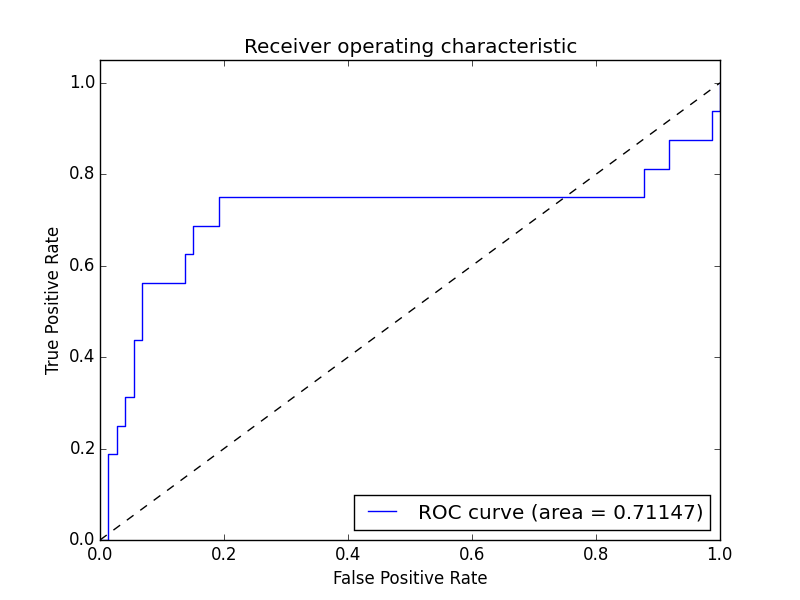 Receiver operating characteristic
1.0
0.8
0.6
0.4
0.2
0.0
True Positive Rate
ROC curve (area = 0.71147)
0.0 0.2 0.4 0.6 0.8 1.0
False Positive Rate